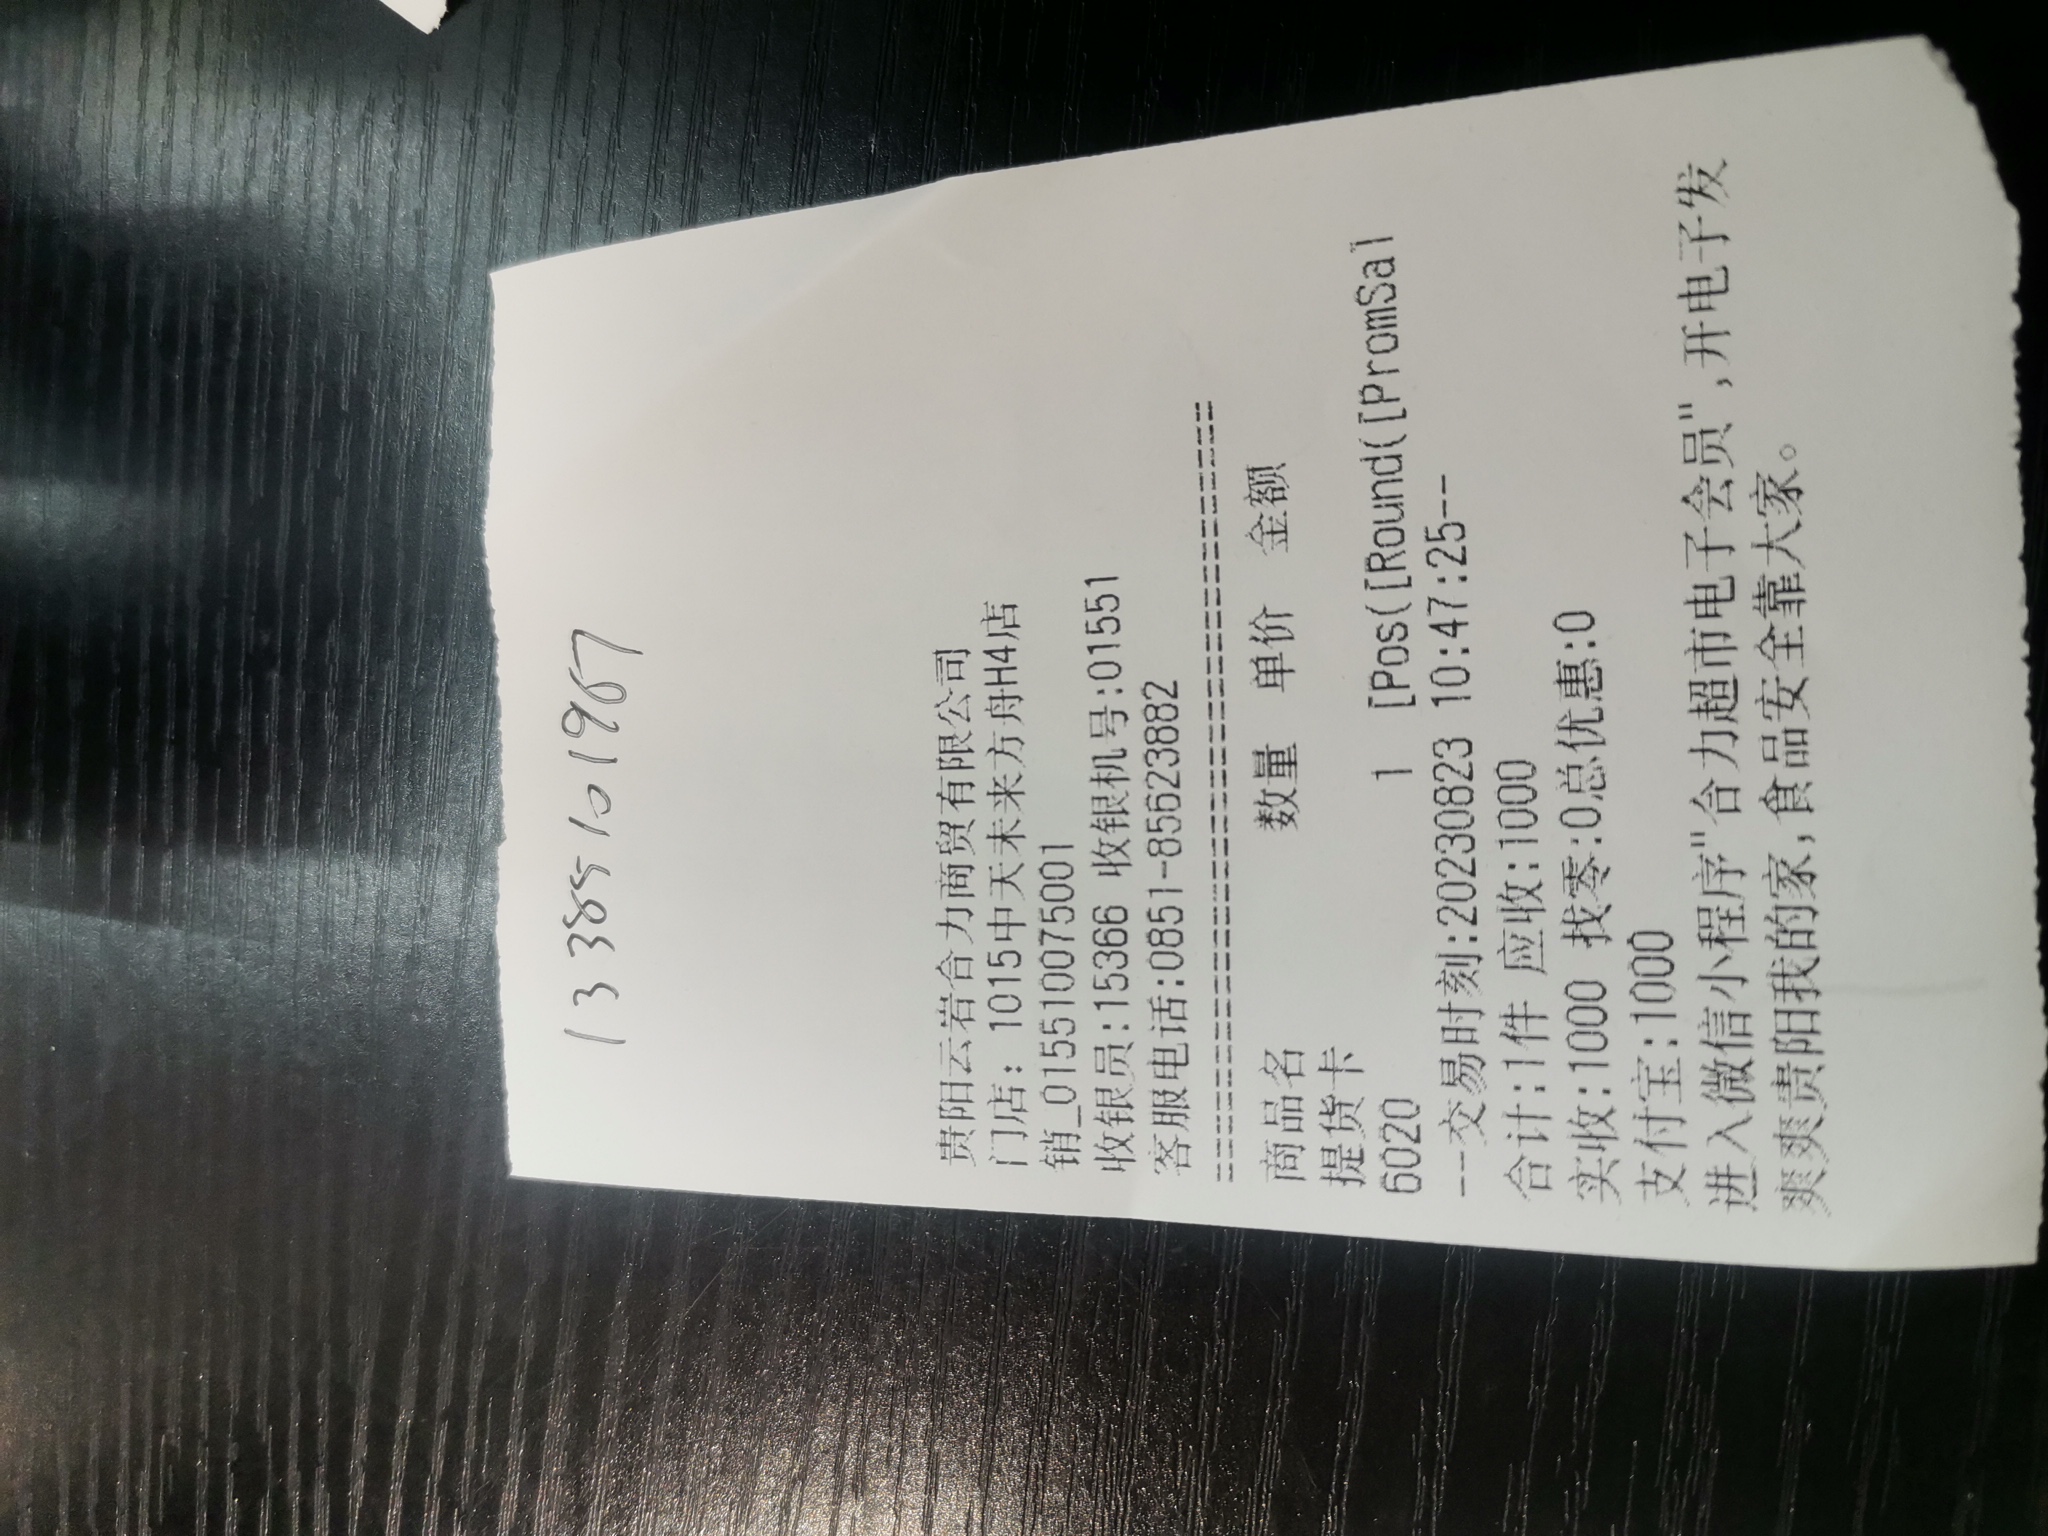 13385101967
贵阳云岩合力商贸有限公司
门店: 1015中天未来方舟H4店
销_0155510075001
收银员:15366 收银机号:01551
客服电话:0851-85623882
商品名 数量 单价 金额
提货卡
6020 1 [Pos([Round([PromSal
--交易时刻:20230823 10:47:25--
合计:1件 应收:1000
实收:1000 找零:0总优惠:0
支付宝:1000
进入微信小程序"合力超市电子会员",开电子发
爽爽贵阳我的家,食品安全靠大家。